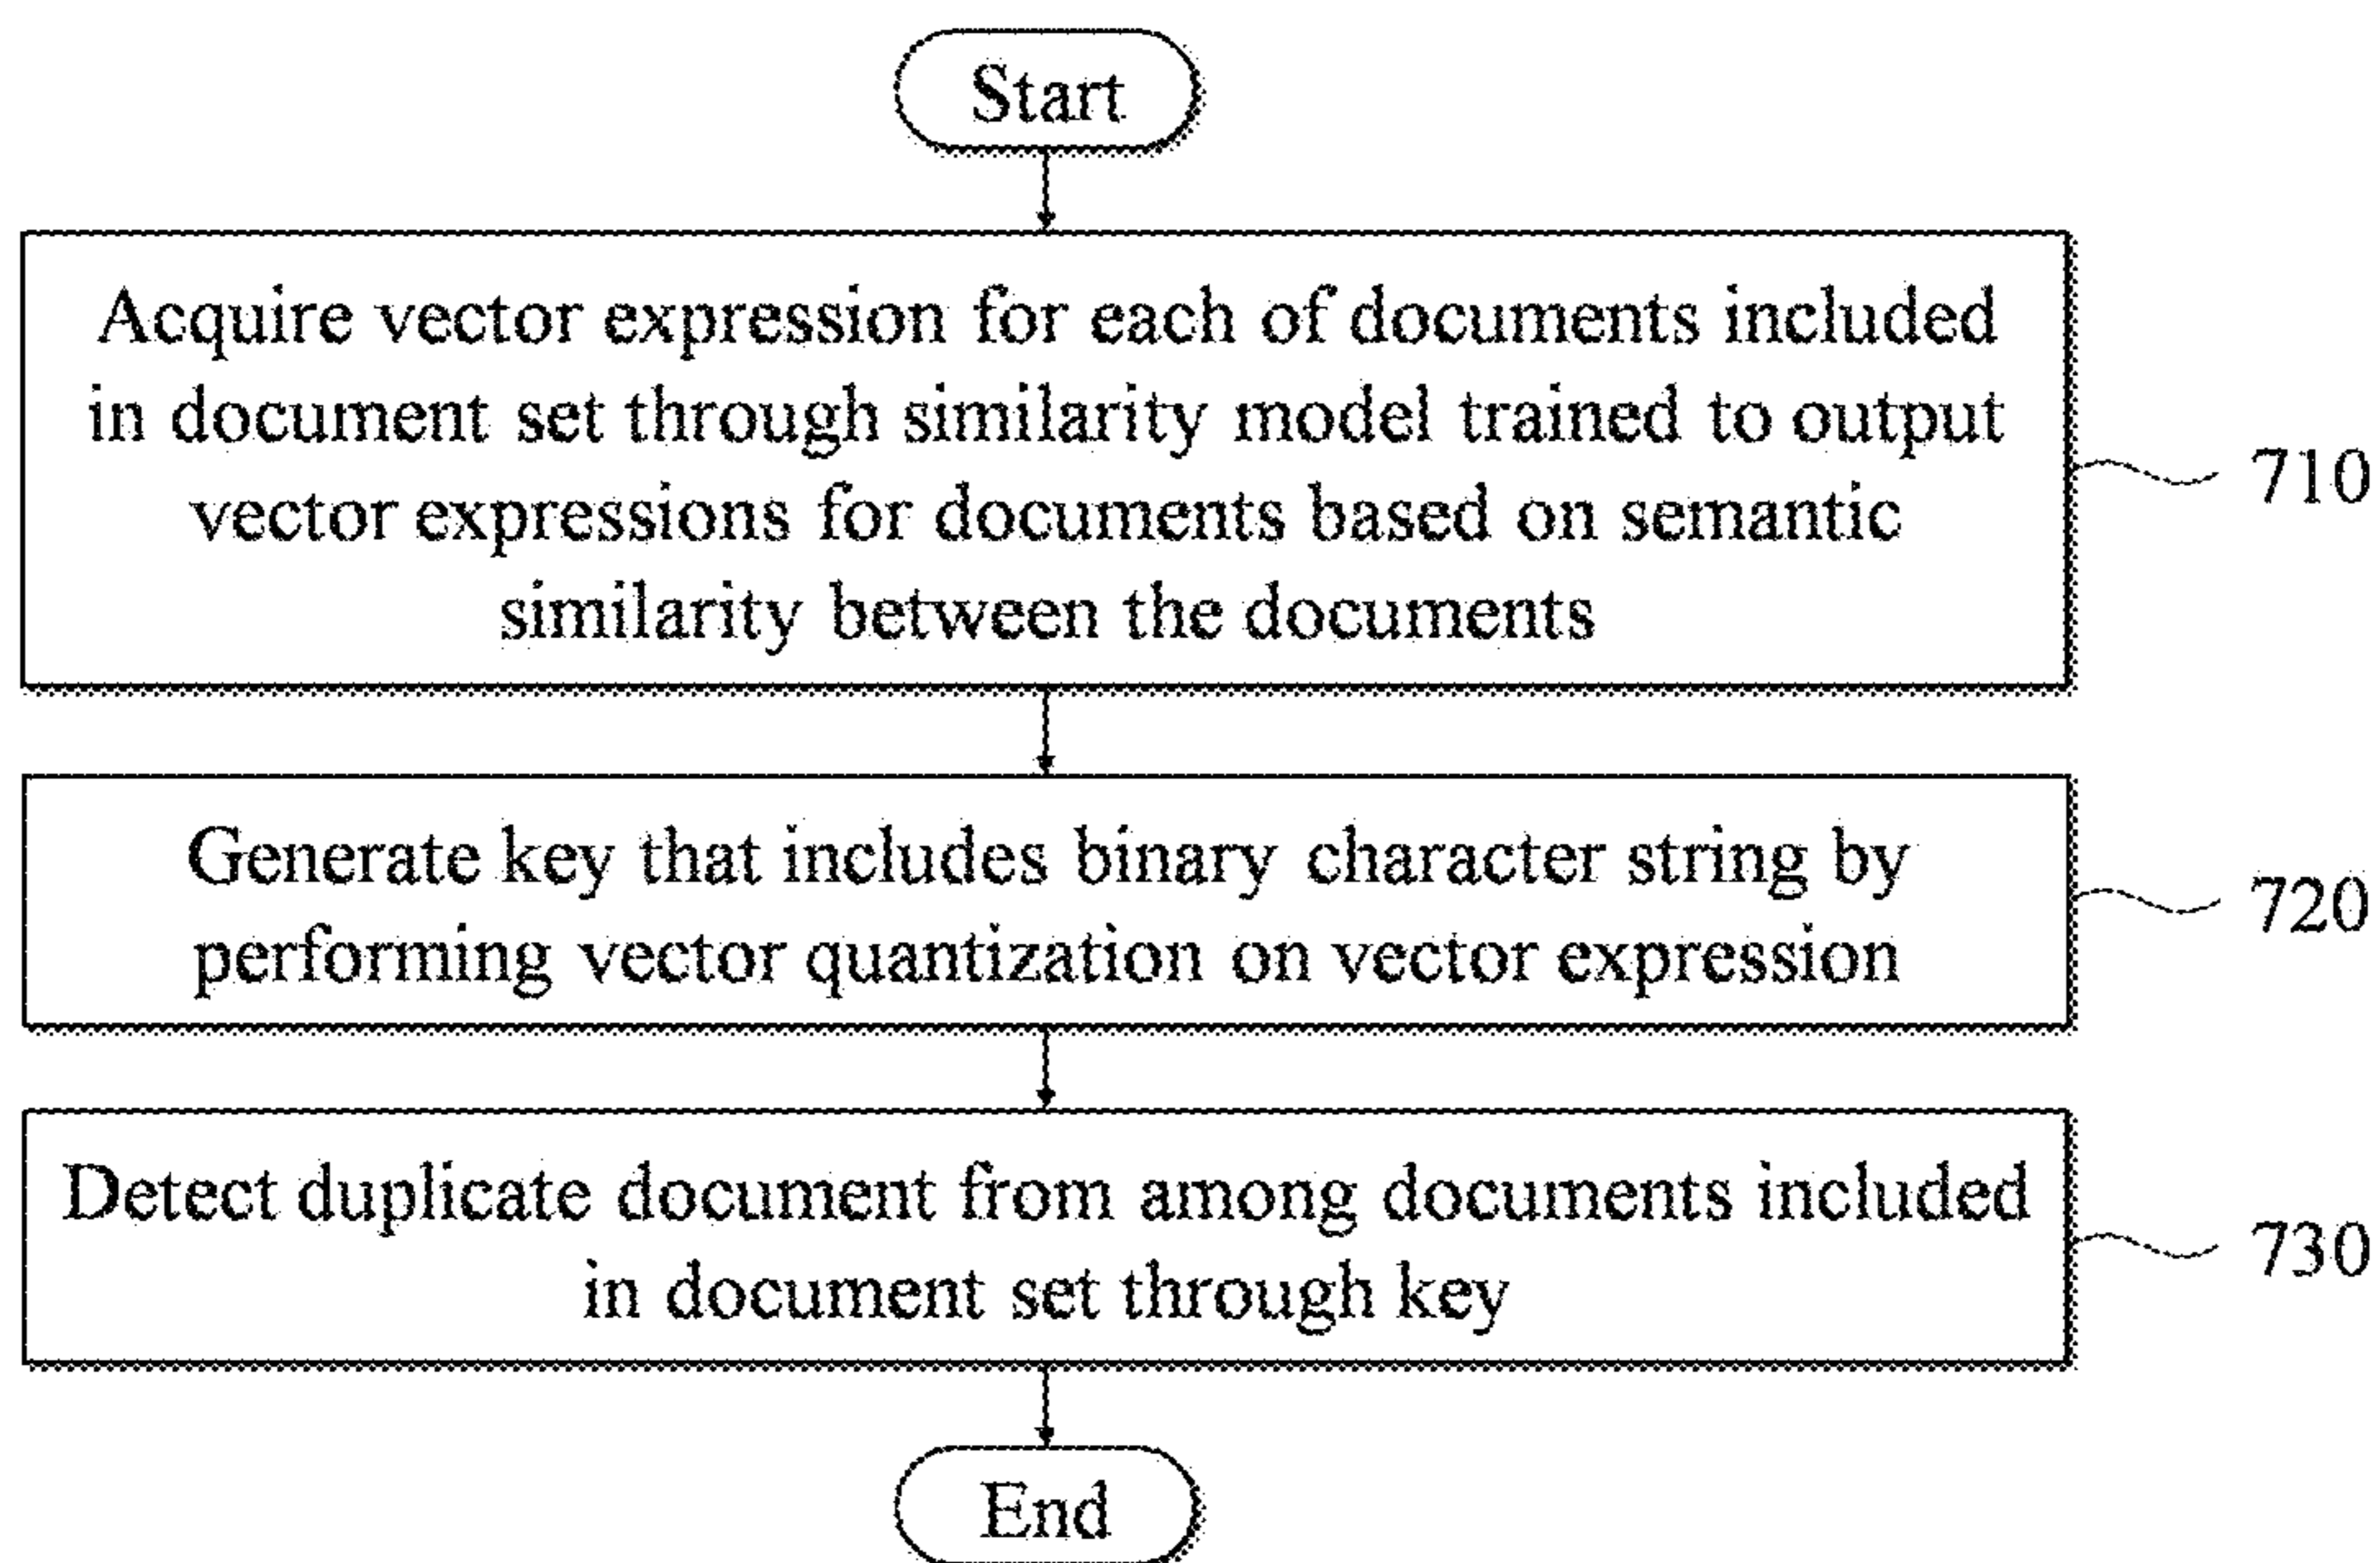 Start
Acquire vector expression for each of documents included
in document set through similarity model trained to output
vector expressions for documents based on semantic
similarity between the documents
710
Generate key that includes binary character string by
performing vector quantization on vector expression
720
Detect duplicate document from among documents included
in document set through key
730
End